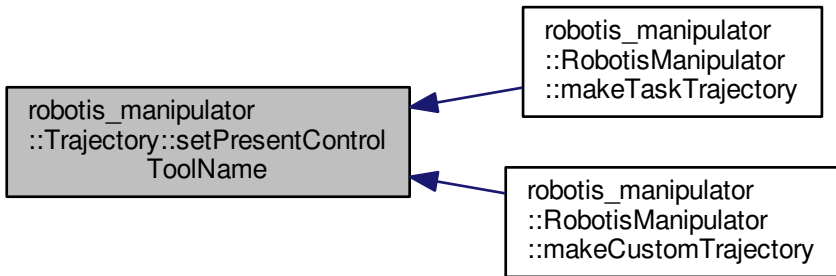 robotis_manipulator
::Trajectory::setPresentControl
ToolName
robotis_manipulator
::RobotisManipulator
::makeTaskTrajectory
robotis_manipulator
::RobotisManipulator
::makeCustomTrajectory